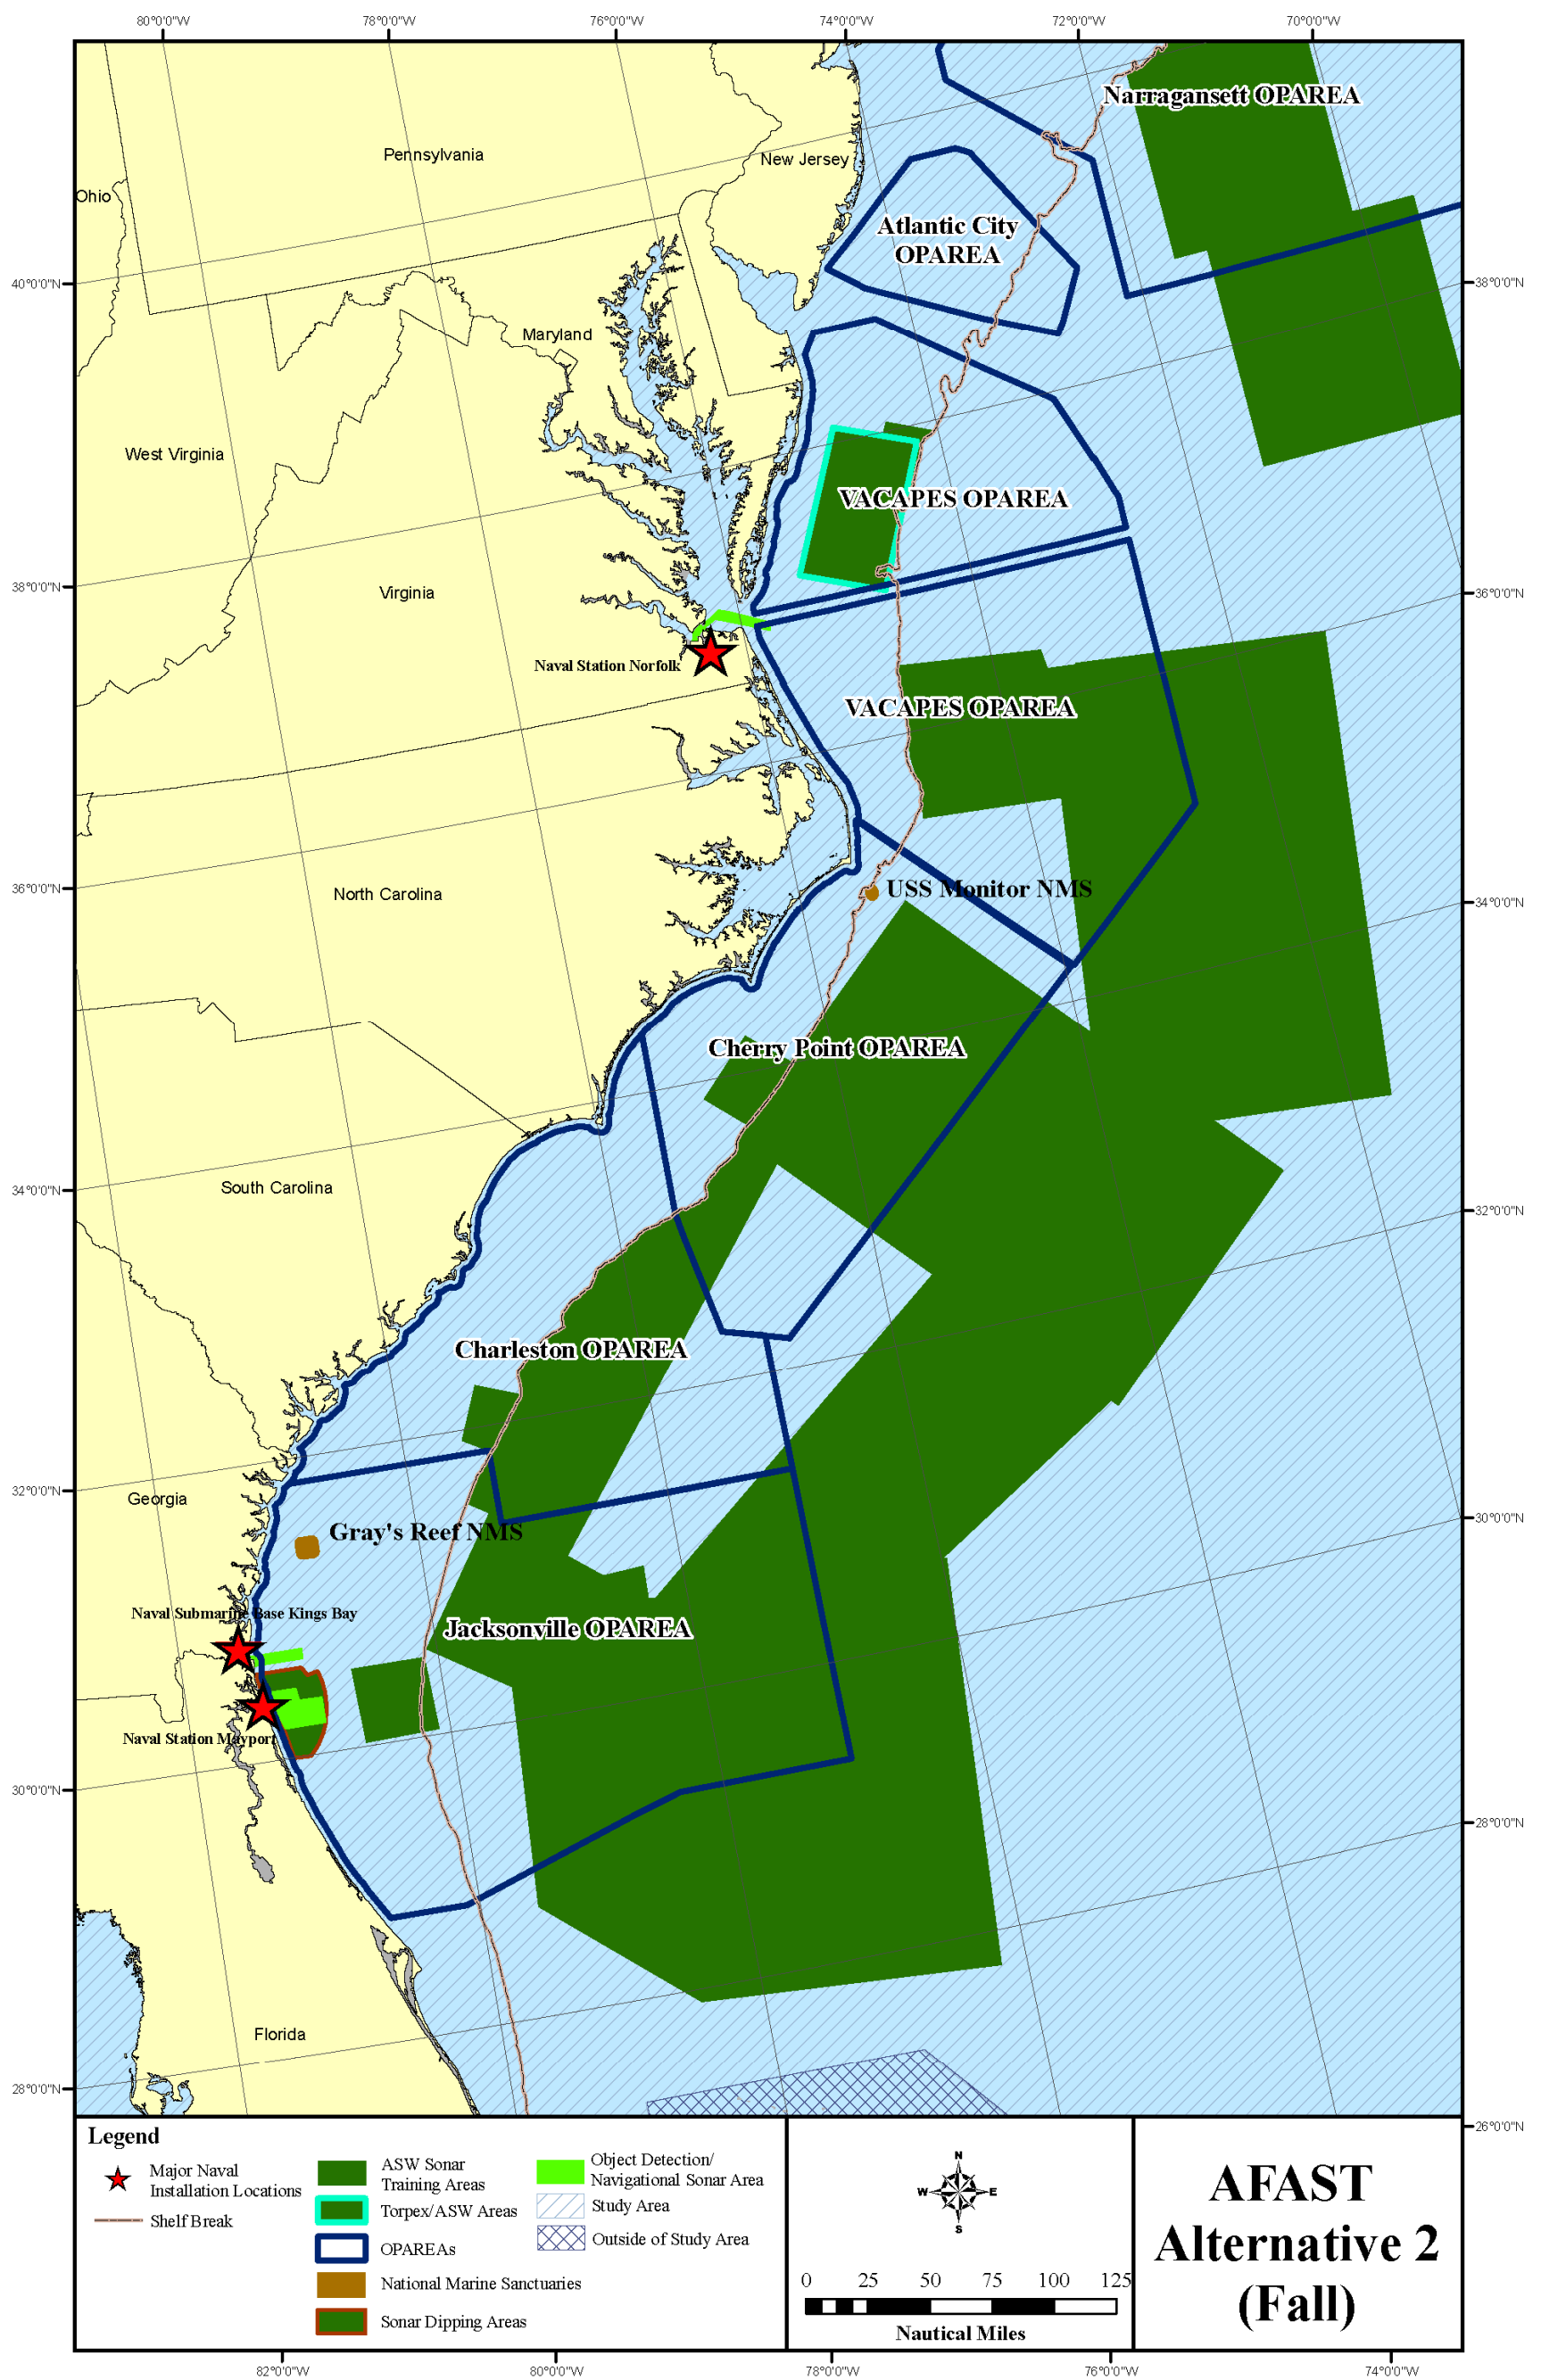 80°0'0"W
78°0'0"W
76°0'0"W
74°0'0"W
72°0'0"W
70°0'0"W
Narragansett OPAREA
Pennsylvania
New Jersey
Ohio
Atlantic City
OPAREA
40°0'0"N
38°0'0"N
Maryland
West Virginia
VACAPES OPAREA
38°0'0"N
36°0'0"N
Virginia
Naval Station Norfolk
VACAPES OPAREA
36°0'0"N
34°0'0"N
USS Monitor NMS
North Carolina
Cherry Point OPAREA
34°0'0"N
32°0'0"N
South Carolina
Charleston OPAREA
32°0'0"N
30°0'0"N
Georgia
Gray's Reef NMS
Naval Submarine Base Kings Bay
Jacksonville OPAREA
Naval Station Mayport
30°0'0"N
28°0'0"N
Florida
28°0'0"N
26°0'0"N
Legend
Major Naval
Installation Locations
Shelf Break
ASW Sonar
Training Areas
Torpex/ASW Areas
OPAREAs
National Marine Sanctuaries
Sonar Dipping Areas
Object Detection/
Navigational Sonar Area
Study Area
Outside of Study Area
N
W E
S
0 25 50 75 100 125
Nautical Miles
AFAST
Alternative 2
(Fall)
82°0'0"W
80°0'0"W
78°0'0"W
76°0'0"W
74°0'0"W